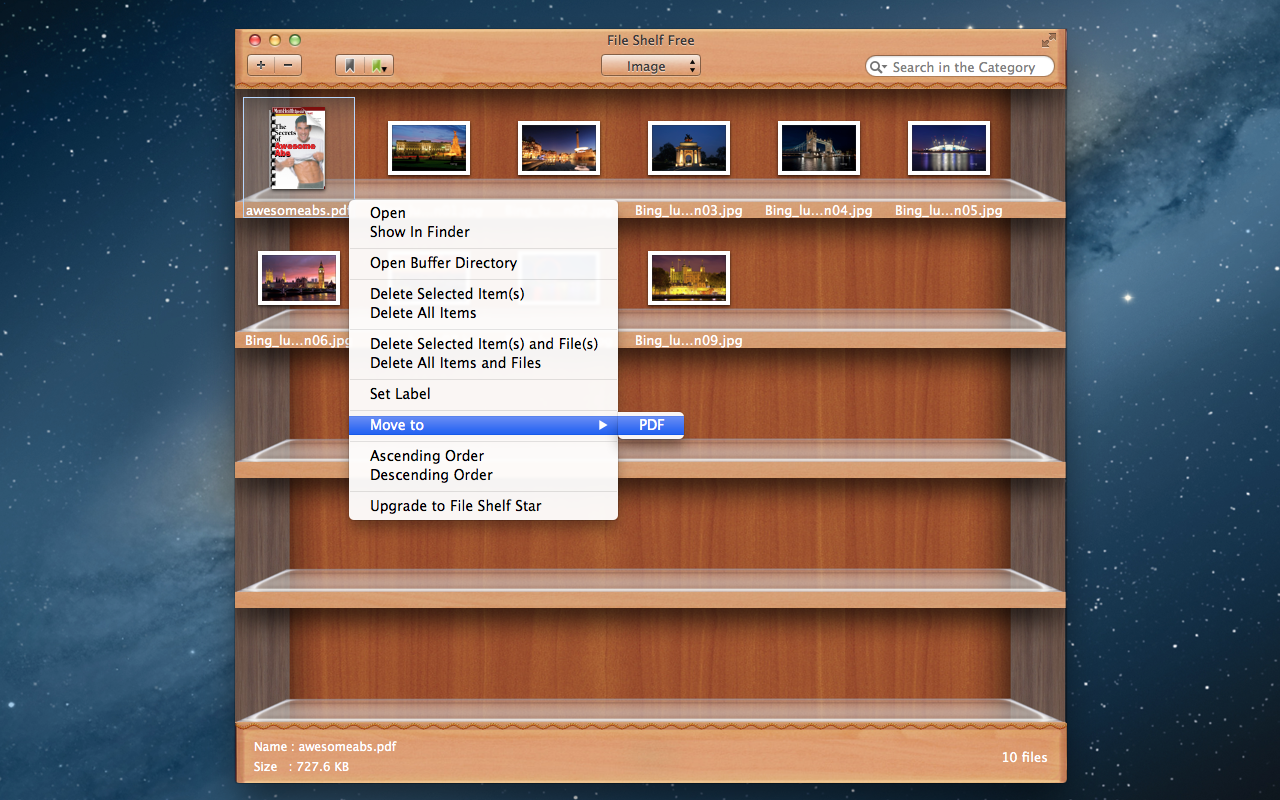 File Shelf Free
Image
Search in the Category
The
Secrets
of
Awesome
Abs
awesomeabs.pdf
Bing_lu...n03.jpg
Bing_lu...n04.jpg
Bing_lu...n05.jpg
Bing_lu...n06.jpg
Bing_lu...n09.jpg
Open
Show In Finder
Open Buffer Directory
Delete Selected Item(s)
Delete All Items
Delete Selected Item(s) and File(s)
Delete All Items and Files
Set Label
Move to
PDF
Ascending Order
Descending Order
Upgrade to File Shelf Star
Name : awesomeabs.pdf
Size : 727.6 KB
10 files